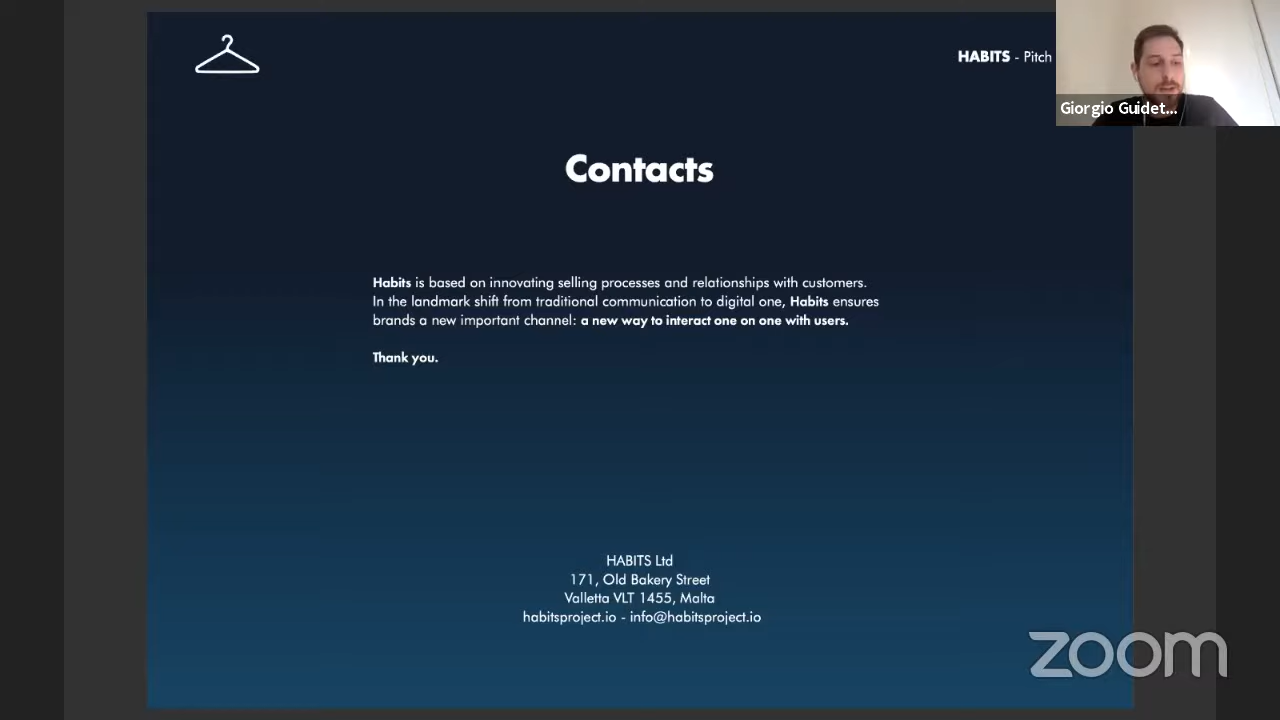 HABITS - Pitch
Giorgio Guidet...
Contacts
Habits is based on innovating selling processes and relationships with customers.
In the landmark shift from traditional communication to digital one, Habits ensures
brands a new important channel: a new way to interact one on one with users.
Thank you.
HABITS Ltd
171, Old Bakery Street
Valletta VLT 1455, Malta
habitsproject.io - info@habitsproject.io
zoom